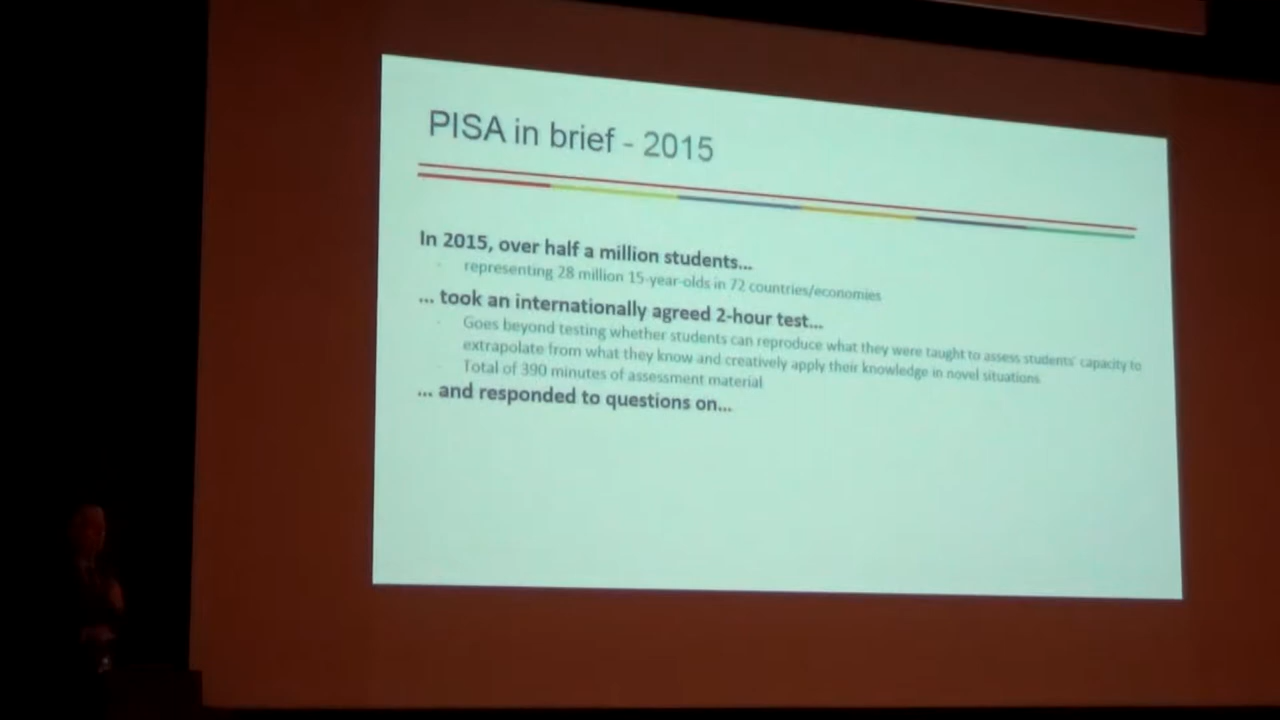 PISA in brief - 2015
In 2015, over half a million students...
representing 28 million 15-year-olds in 72 countries/economies
... took an internationally agreed 2-hour test...
Goes beyond testing whether students can reproduce what they were taught to assess students' capacity to
extrapolate from what they know and creatively apply their knowledge in novel situations
Total of 390 minutes of assessment material
... and responded to questions on...